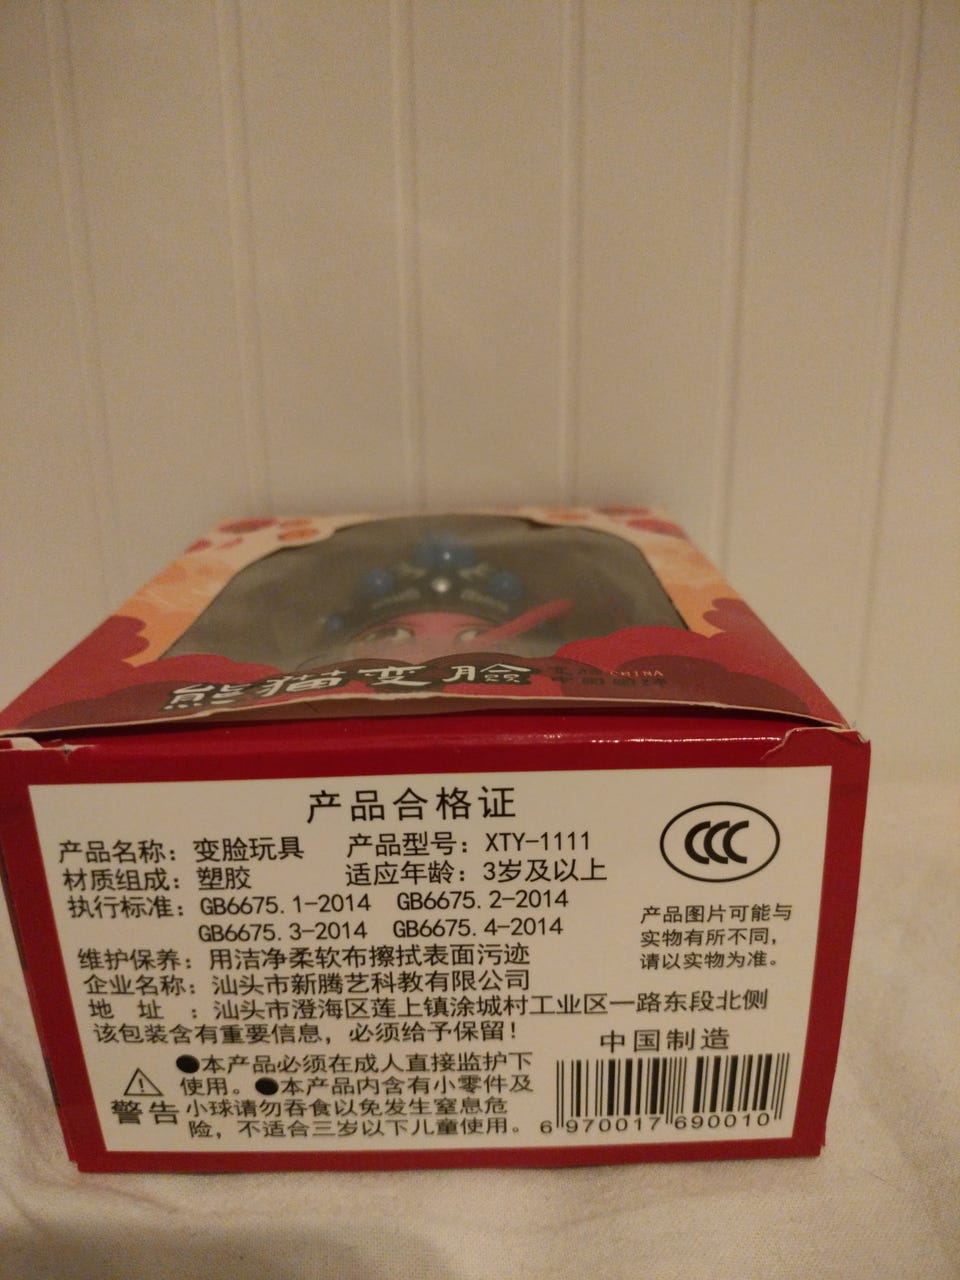 熊猫变脸
CHINA
产品合格证
产品名称：变脸玩具 产品型号：XTY-1111
材质组成：塑胶 适应年龄：3岁及以上
执行标准：GB6675.1-2014 GB6675.2-2014
GB6675.3-2014 GB6675.4-2014
维护保养：用洁净柔软布擦拭表面污迹
企业名称：汕头市新腾艺科教有限公司
地 址：汕头市澄海区莲上镇涂城村工业区一路东段北侧
该包装含有重要信息，必须给予保留！
CCC
产品图片可能与
实物有所不同，
请以实物为准。
●本产品必须在成人直接监护下
使用。●本产品内含有小零件及
警告 小球请勿吞食以免发生窒息危
险，不适合三岁以下儿童使用。
中国制造
6 970017 690010